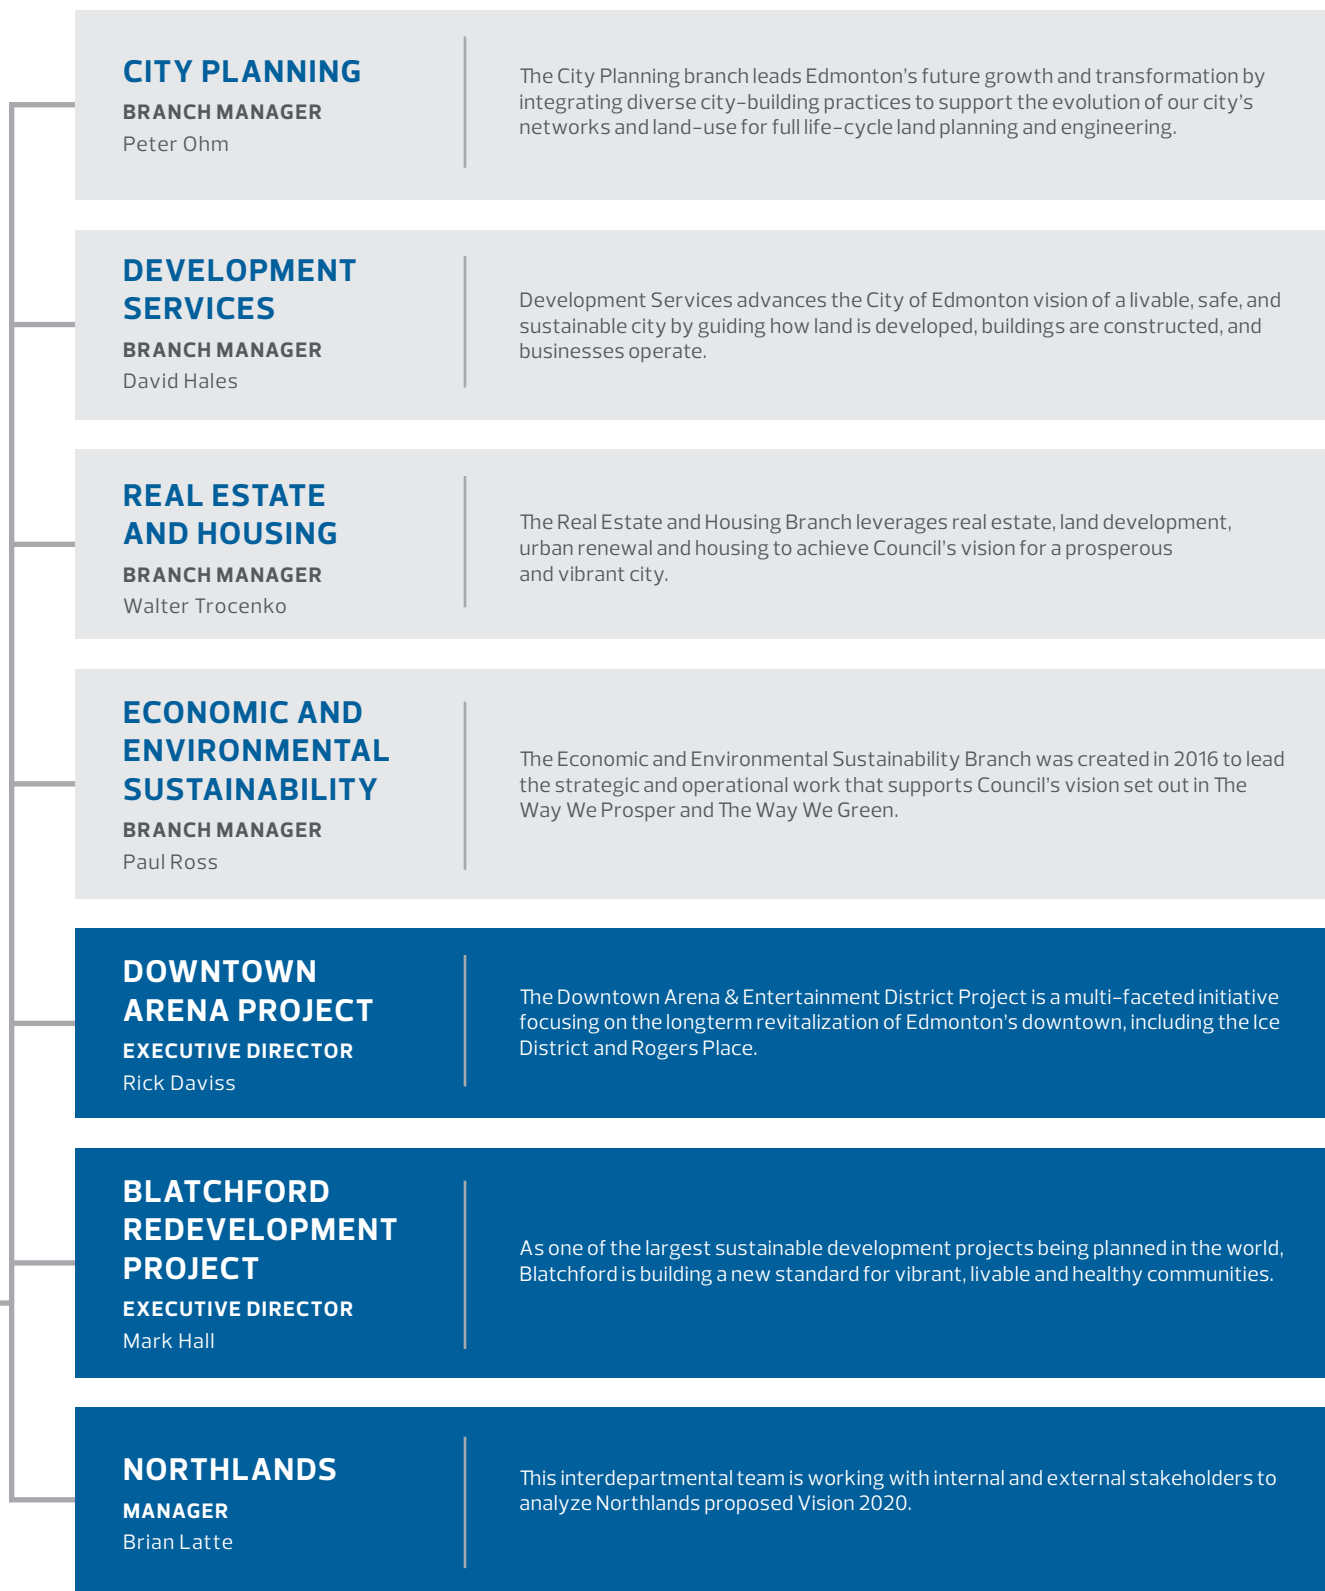 CITY PLANNING
BRANCH MANAGER
Peter Ohm
The City Planning branch leads Edmonton's future growth and transformation by
integrating diverse city-building practices to support the evolution of our city's
networks and land-use for full life-cycle land planning and engineering.
DEVELOPMENT
SERVICES
BRANCH MANAGER
David Hales
Development Services advances the City of Edmonton vision of a livable, safe, and
sustainable city by guiding how land is developed, buildings are constructed, and
businesses operate.
REAL ESTATE
AND HOUSING
BRANCH MANAGER
Walter Trocenko
The Real Estate and Housing Branch leverages real estate, land development,
urban renewal and housing to achieve Council's vision for a prosperous
and vibrant city.
ECONOMIC AND
ENVIRONMENTAL
SUSTAINABILITY
BRANCH MANAGER
Paul Ross
The Economic and Environmental Sustainability Branch was created in 2016 to lead
the strategic and operational work that supports Council's vision set out in The
Way We Prosper and The Way We Green.
DOWNTOWN
ARENA PROJECT
EXECUTIVE DIRECTOR
Rick Daviss
The Downtown Arena & Entertainment District Project is a multi-faceted initiative
focusing on the longterm revitalization of Edmonton's downtown, including the Ice
District and Rogers Place.
BLATCHFORD
REDEVELOPMENT
PROJECT
EXECUTIVE DIRECTOR
Mark Hall
As one of the largest sustainable development projects being planned in the world,
Blatchford is building a new standard for vibrant, livable and healthy communities.
NORTHLANDS
MANAGER
Brian Latte
This interdepartmental team is working with internal and external stakeholders to
analyze Northlands proposed Vision 2020.